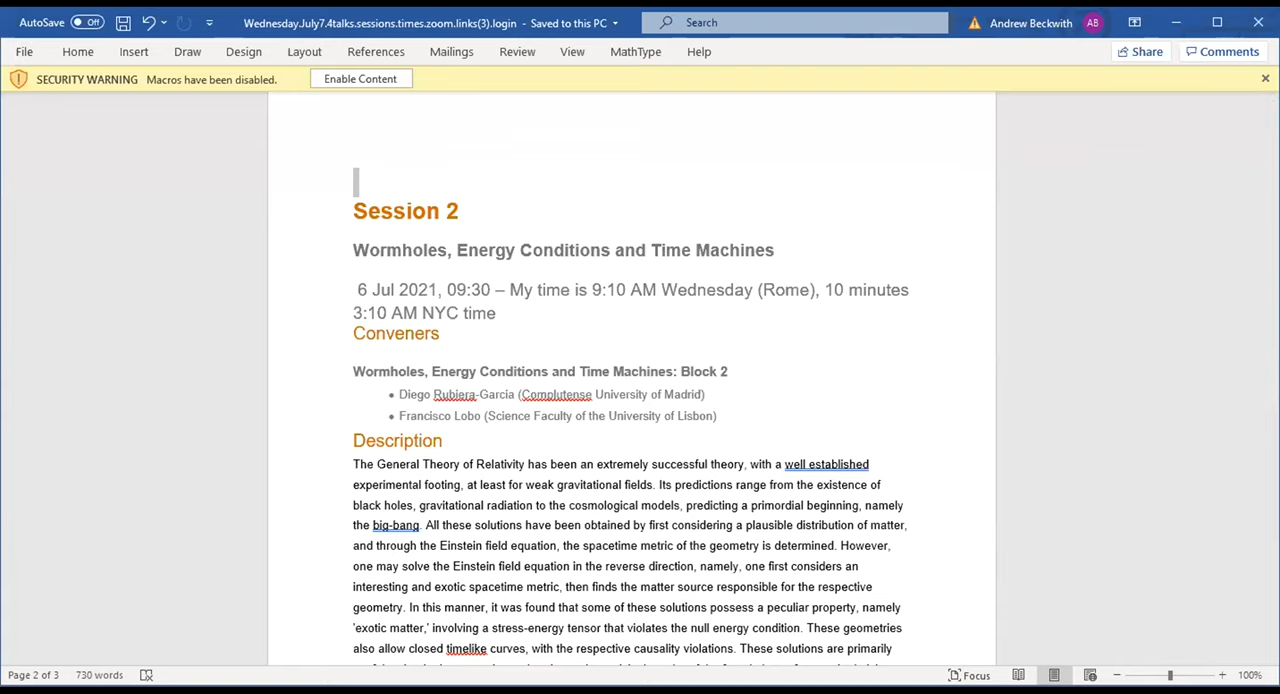 AutoSave Off Wednesday.July7.4talks.sessions.times.zoom.links(3).login - Saved to this PC Search Andrew Beckwith AB
File Home Insert Draw Design Layout References Mailings Review View MathType Help Share Comments
SECURITY WARNING Macros have been disabled. Enable Content
Session 2
Wormholes, Energy Conditions and Time Machines
6 Jul 2021, 09:30 – My time is 9:10 AM Wednesday (Rome), 10 minutes
3:10 AM NYC time
Conveners
Wormholes, Energy Conditions and Time Machines: Block 2
• Diego Rubiera-Garcia (Complutense University of Madrid)
• Francisco Lobo (Science Faculty of the University of Lisbon)
Description
The General Theory of Relativity has been an extremely successful theory, with a well established
experimental footing, at least for weak gravitational fields. Its predictions range from the existence of
black holes, gravitational radiation to the cosmological models, predicting a primordial beginning, namely
the big-bang. All these solutions have been obtained by first considering a plausible distribution of matter,
and through the Einstein field equation, the spacetime metric of the geometry is determined. However,
one may solve the Einstein field equation in the reverse direction, namely, one first considers an
interesting and exotic spacetime metric, then finds the matter source responsible for the respective
geometry. In this manner, it was found that some of these solutions possess a peculiar property, namely
'exotic matter,' involving a stress-energy tensor that violates the null energy condition. These geometries
also allow closed timelike curves, with the respective causality violations. These solutions are primarily
Page 2 of 3 730 words Focus 100%